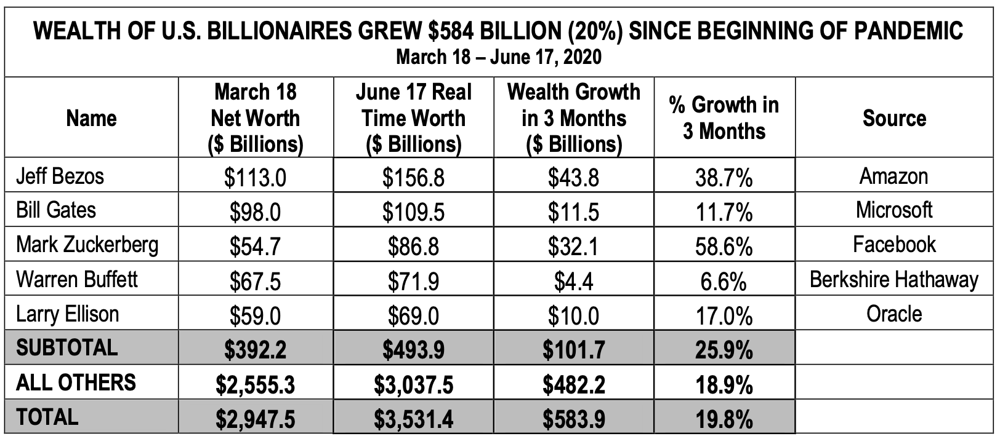 WEALTH OF U.S. BILLIONAIRES GREW $584 BILLION (20%) SINCE BEGINNING OF PANDEMIC
March 18 – June 17, 2020
Name
March 18
Net Worth
($ Billions)
June 17 Real
Time Worth
($ Billions)
Wealth Growth
in 3 Months
($ Billions)
% Growth in
3 Months
Source
Jeff Bezos $113.0 $156.8 $43.8 38.7% Amazon
Bill Gates $98.0 $109.5 $11.5 11.7% Microsoft
Mark Zuckerberg $54.7 $86.8 $32.1 58.6% Facebook
Warren Buffett $67.5 $71.9 $4.4 6.6% Berkshire Hathaway
Larry Ellison $59.0 $69.0 $10.0 17.0% Oracle
SUBTOTAL $392.2 $493.9 $101.7 25.9%
ALL OTHERS $2,555.3 $3,037.5 $482.2 18.9%
TOTAL $2,947.5 $3,531.4 $583.9 19.8%